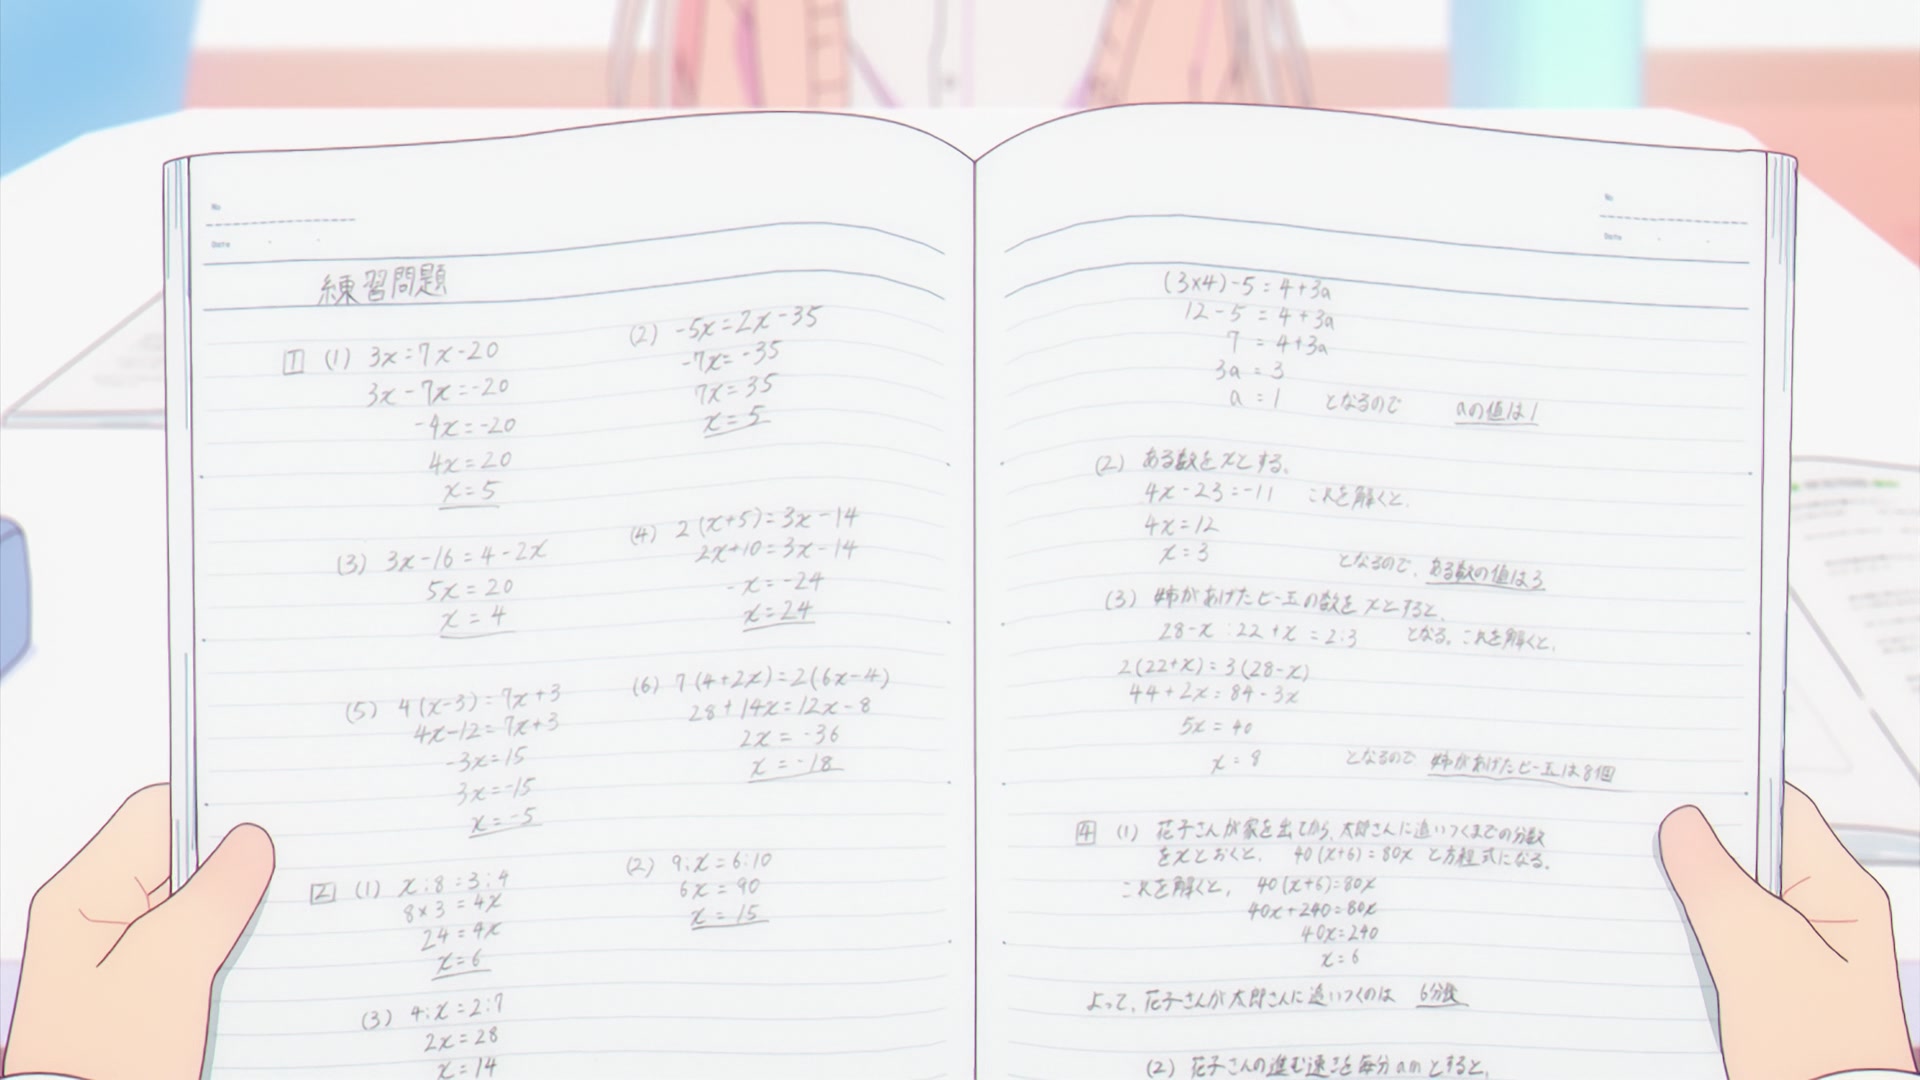 No
Date
練習問題
1 (1) 3x=7x-20
3x-7x=-20
-4x=-20
4x=20
x=5
(2) -5x=2x-35
-7x=-35
7x=35
x=5
(3) 3x-16=4-2x
5x=20
x=4
(4) 2(x+5)=3x-14
2x+10=3x-14
-x=-24
x=24
(5) 4(x-3)=7x+3
4x-12=7x+3
-3x=15
3x=-15
x=-5
(6) 7(4+2x)=2(6x-4)
28+14x=12x-8
2x=-36
x=-18
2 (1) x:8=3:4
8×3=4x
24=4x
x=6
(2) 9:x=6:10
6x=90
x=15
(3) 4:x=2:7
2x=28
x=14
No
Date
(3×4)-5=4+3a
12-5=4+3a
7=4+3a
3a=3
a=1 となるので aの値は1
(2) ある数をxとする。
4x-23=-11 これを解くと、
4x=12
x=3
となるので、ある数の値は3
(3) 姉があげたビー玉の数をxとすると、
28-x:22+x=2:3 となる。これを解くと、
2(22+x)=3(28-x)
44+2x=84-3x
5x=40
x=8 となるので 姉があげたビー玉は8個
4 (1) 花子さんが家を出てから、太郎さんに追いつくまでの分数
をxとおくと、 40(x+6)=80x と方程式になる。
これを解くと、 40(x+6)=80x
40x+240=80x
40x=240
x=6
よって、花子さんが太郎さんに追いつくのは 6分後
(2) 花子さんの進む速さを毎分amとすると、